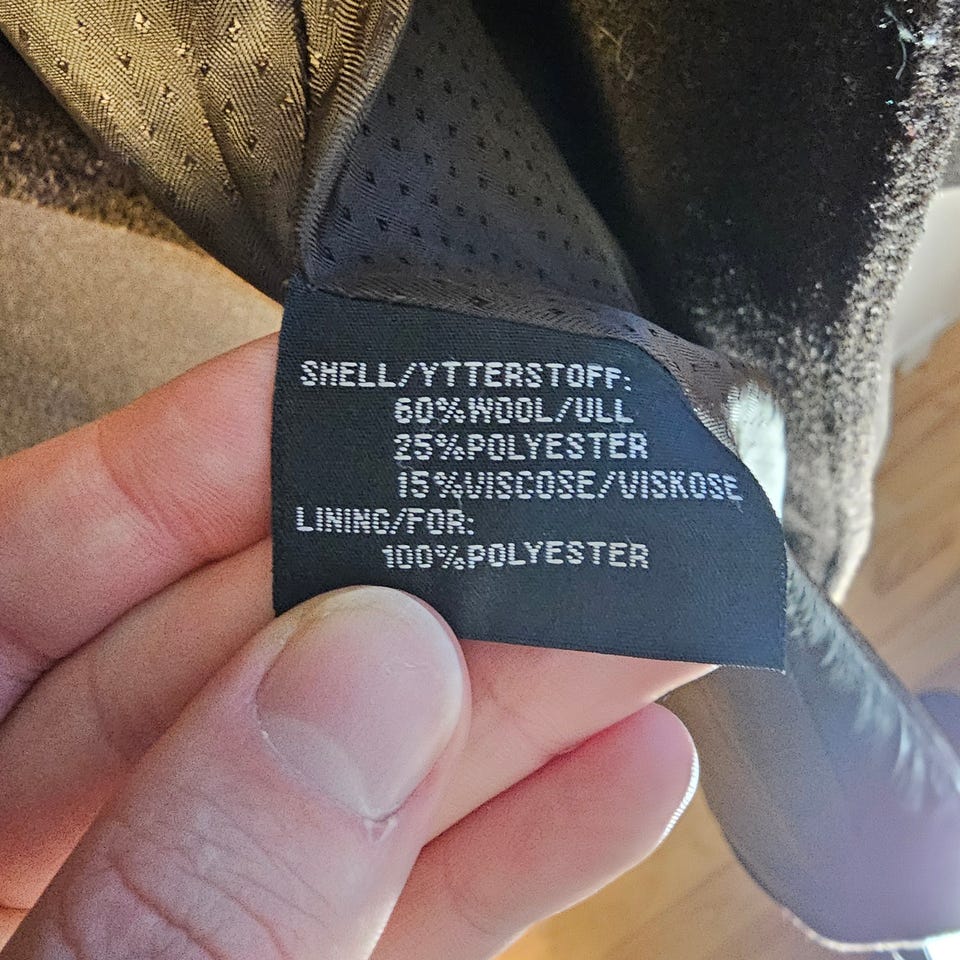 SHELL/YTTERSTOFF:
60%WOOL/ULL
25%POLYESTER
15%VISCOSE/VISKOSE
LINING/FOR:
100%POLYESTER